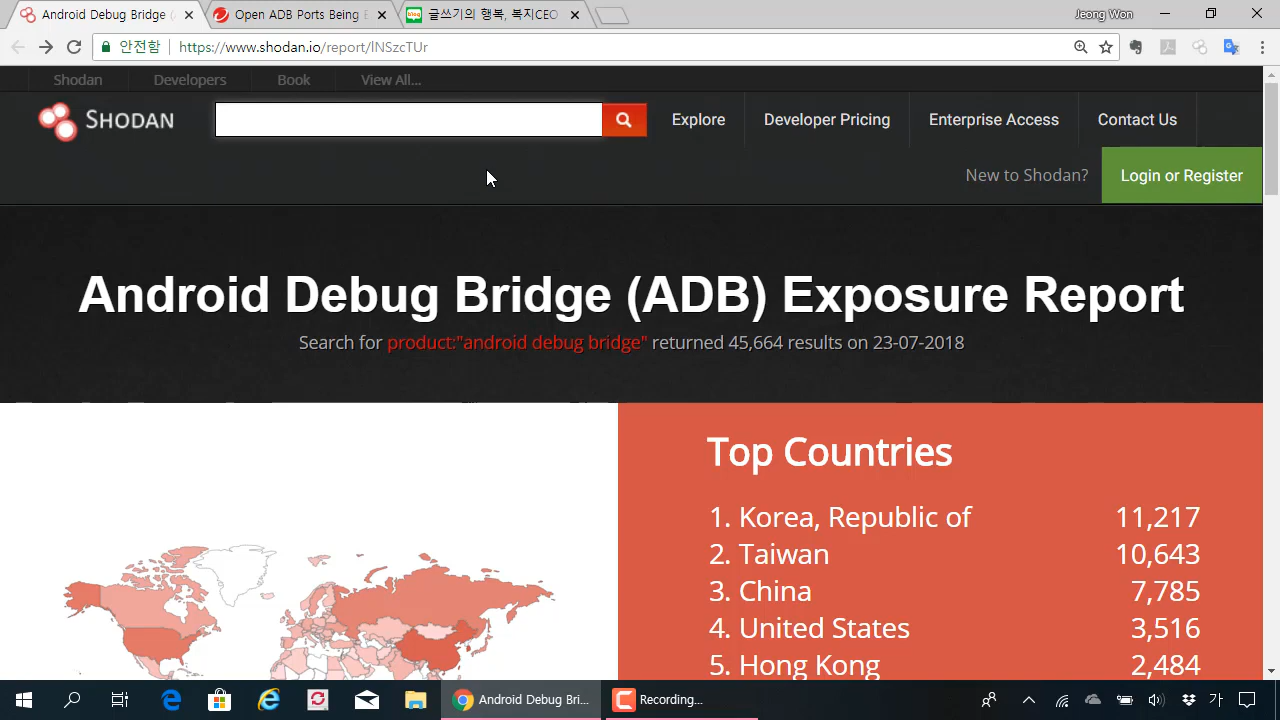 Android Debug Bridge (
Open ADB Ports Being E
글쓰기의 행복, 복지CEO
Jeong Won
안전함
https://www.shodan.io/report/lNSzcTUr
Shodan
Developers
Book
View All...
SHODAN
Explore
Developer Pricing
Enterprise Access
Contact Us
New to Shodan?
Login or Register
Android Debug Bridge (ADB) Exposure Report
Search for product:"android debug bridge" returned 45,664 results on 23-07-2018
Top Countries
1. Korea, Republic of 11,217
2. Taiwan 10,643
3. China 7,785
4. United States 3,516
5. Hong Kong 2,484
Android Debug Bri...
Recording...
가